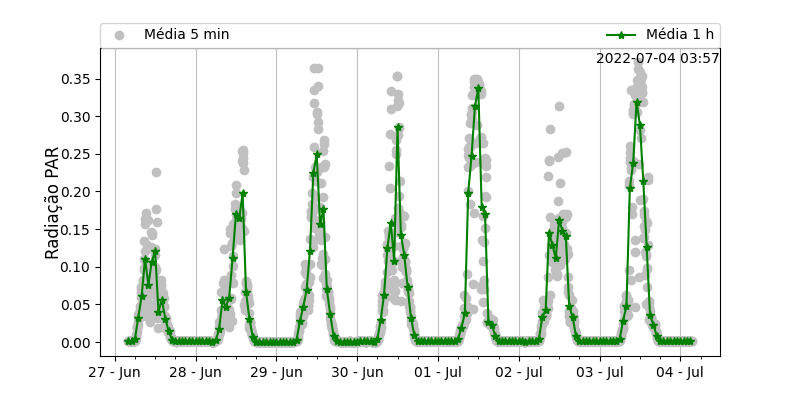 Média 5 min
Média 1 h
2022-07-04 03:57
Radiação PAR
0.35
0.30
0.25
0.20
0.15
0.10
0.05
0.00
27 - Jun
28 - Jun
29 - Jun
30 - Jun
01 - Jul
02 - Jul
03 - Jul
04 - Jul